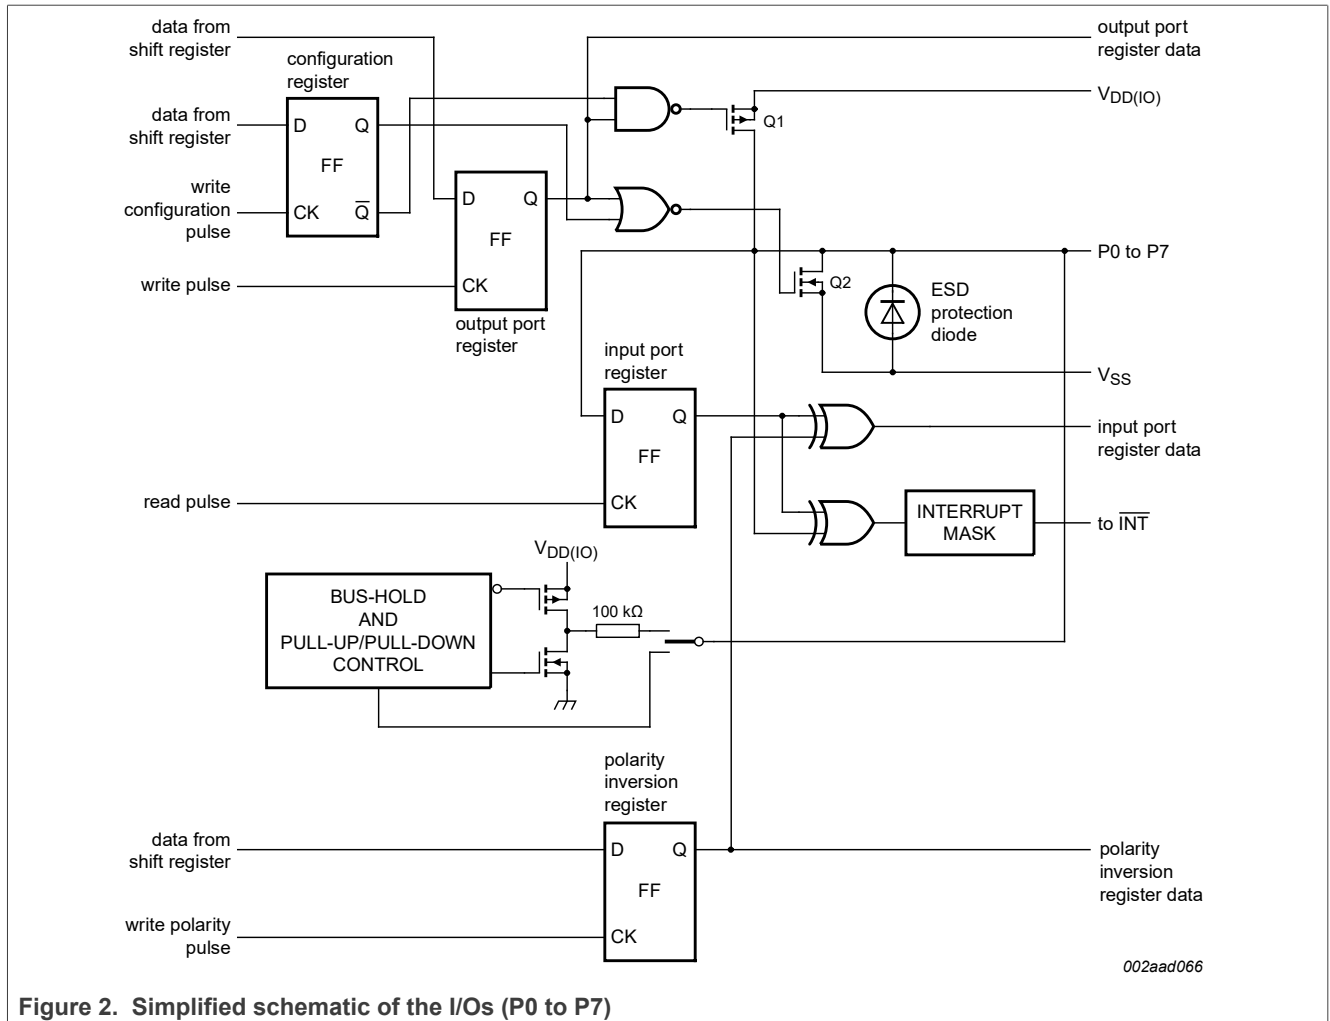 data from
shift register
output port
register data
configuration
register
V_DD(IO)
Q1
data from
shift register
D
Q
FF
write
configuration
pulse
CK
Q̅
D
Q
FF
CK
write pulse
output port
register
P0 to P7
Q2
ESD
protection
diode
V_SS
input port
register
D
Q
FF
CK
read pulse
input port
register data
INTERRUPT
MASK
to I̅N̅T̅
V_DD(IO)
BUS-HOLD
AND
PULL-UP/PULL-DOWN
CONTROL
100 kΩ
polarity
inversion
register
data from
shift register
D
Q
FF
CK
write polarity
pulse
polarity
inversion
register data
002aad066
Figure 2. Simplified schematic of the I/Os (P0 to P7)